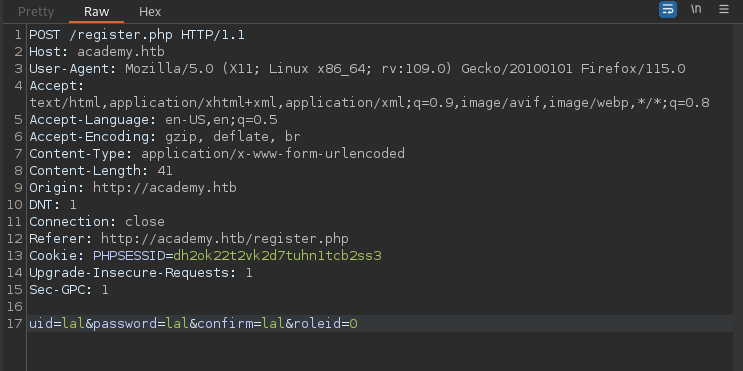 Pretty Raw Hex \n
1 POST /register.php HTTP/1.1
2 Host: academy.htb
3 User-Agent: Mozilla/5.0 (X11; Linux x86_64; rv:109.0) Gecko/20100101 Firefox/115.0
4 Accept:
text/html,application/xhtml+xml,application/xml;q=0.9,image/avif,image/webp,*/*;q=0.8
5 Accept-Language: en-US,en;q=0.5
6 Accept-Encoding: gzip, deflate, br
7 Content-Type: application/x-www-form-urlencoded
8 Content-Length: 41
9 Origin: http://academy.htb
10 DNT: 1
11 Connection: close
12 Referer: http://academy.htb/register.php
13 Cookie: PHPSESSID=dh2ok22t2vk2d7tuhn1tcb2ss3
14 Upgrade-Insecure-Requests: 1
15 Sec-GPC: 1
16
17 uid=lal&password=lal&confirm=lal&roleid=0